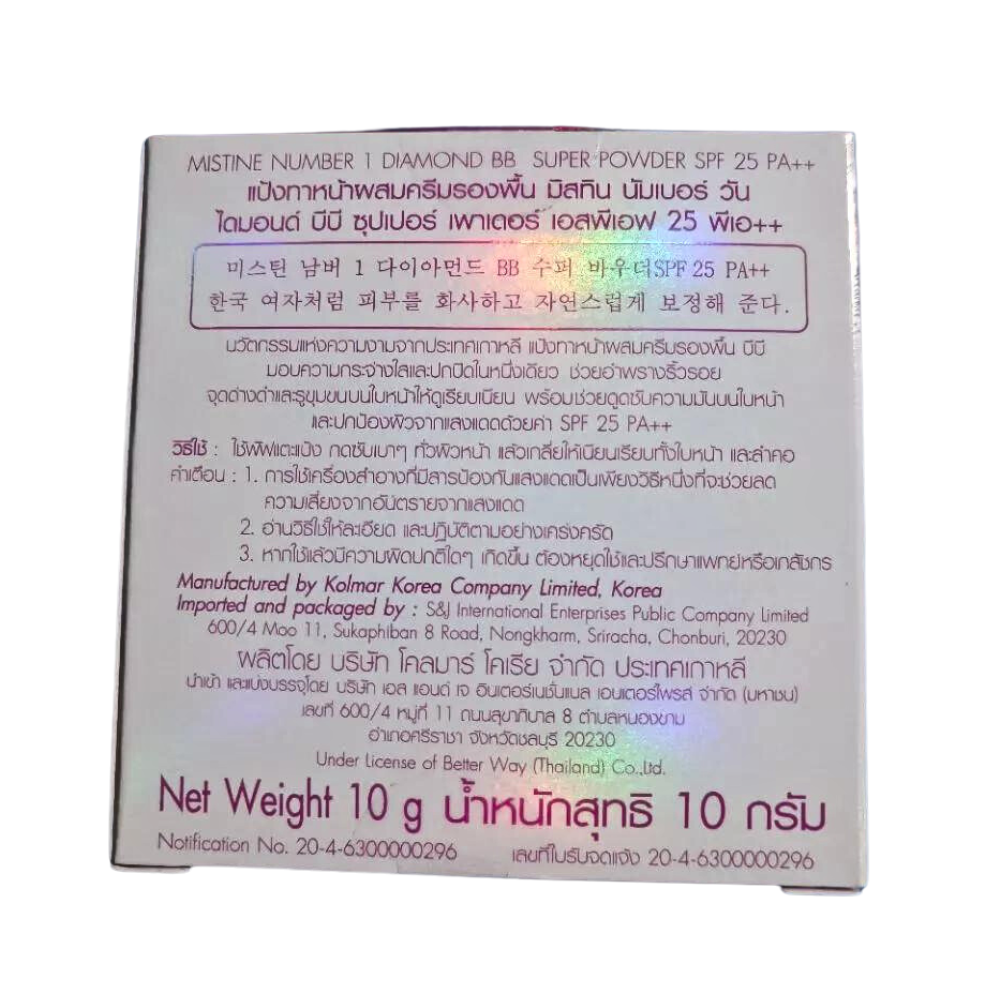 MISTINE NUMBER 1 DIAMOND BB SUPER POWDER SPF 25 PA++
แป้งทาหน้าผสมครีมรองพื้น มิสทิน นัมเบอร์ วัน
ไดมอนด์ บีบี ซุปเปอร์ เพาเดอร์ เอสพีเอฟ 25 พีเอ++
미스틴 남버 1 다이아먼드 BB 수퍼 바우더SPF 25 PA++
한국 여자처럼 피부를 화사하고 자연스럽게 보정해 준다.
นวัตกรรมแห่งความงามจากประเทศเกาหลี แป้งทาหน้าผสมครีมรองพื้น บีบี
มอบความกระจ่างใสและปกปิดในหนึ่งเดียว ช่วยอำพรางริ้วรอย
จุดด่างดำและรูขุมขนบนใบหน้าให้ดูเรียบเนียน พร้อมช่วยดูดซับความมันบนใบหน้า
และปกป้องผิวจากแสงแดดด้วยค่า SPF 25 PA++
วิธีใช้ : ใช้พัฟแตะแป้ง กดซับเบาๆ ทั่วผิวหน้า แล้วเกลี่ยให้เนียนเรียบทั้งใบหน้า และลำคอ
คำเตือน : 1. การใช้เครื่องสำอางที่มีสารป้องกันแสงแดดเป็นเพียงวิธีหนึ่งที่จะช่วยลด
ความเสี่ยงจากอันตรายจากแสงแดด
2. อ่านวิธีใช้ให้ละเอียด และปฏิบัติตามอย่างเคร่งครัด
3. หากใช้แล้วมีความผิดปกติใดๆ เกิดขึ้น ต้องหยุดใช้และปรึกษาแพทย์หรือเภสัชกร
Manufactured by Kolmar Korea Company Limited, Korea
Imported and packaged by : S&J International Enterprises Public Company Limited
600/4 Moo 11, Sukaphiban 8 Road, Nongkharm, Sriracha, Chonburi, 20230
ผลิตโดย บริษัท โคลมาร์ โคเรีย จำกัด ประเทศเกาหลี
นำเข้า และแบ่งบรรจุโดย บริษัท เอส แอนด์ เจ อินเตอร์เนชั่นแนล เอนเตอร์ไพรส์ จำกัด (มหาชน)
เลขที่ 600/4 หมู่ที่ 11 ถนนสุขาภิบาล 8 ตำบลหนองขาม
อำเภอศรีราชา จังหวัดชลบุรี 20230
Under License of Better Way (Thailand) Co.,Ltd.
Net Weight 10 g น้ำหนักสุทธิ 10 กรัม
Notification No. 20-4-6300000296 เลขที่ใบรับจดแจ้ง 20-4-6300000296